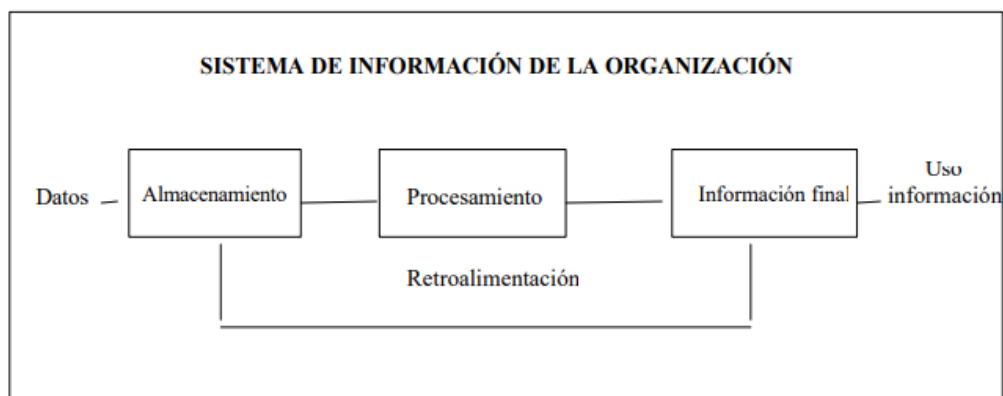 SISTEMA DE INFORMACIÓN DE LA ORGANIZACIÓN
Datos
Almacenamiento
Procesamiento
Información final
Uso
información
Retroalimentación